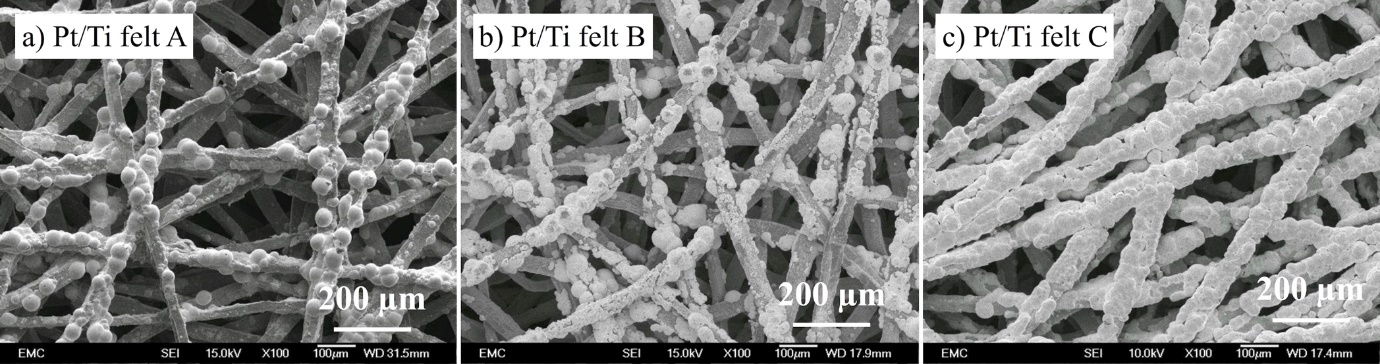 a) Pt/Ti felt A
200 μm
EMC SEI 15.0kV X100 100μm WD 31.5mm
b) Pt/Ti felt B
200 μm
EMC SEI 15.0kV X100 100μm WD 17.9mm
c) Pt/Ti felt C
200 μm
EMC SEI 10.0kV X100 100μm WD 17.4mm